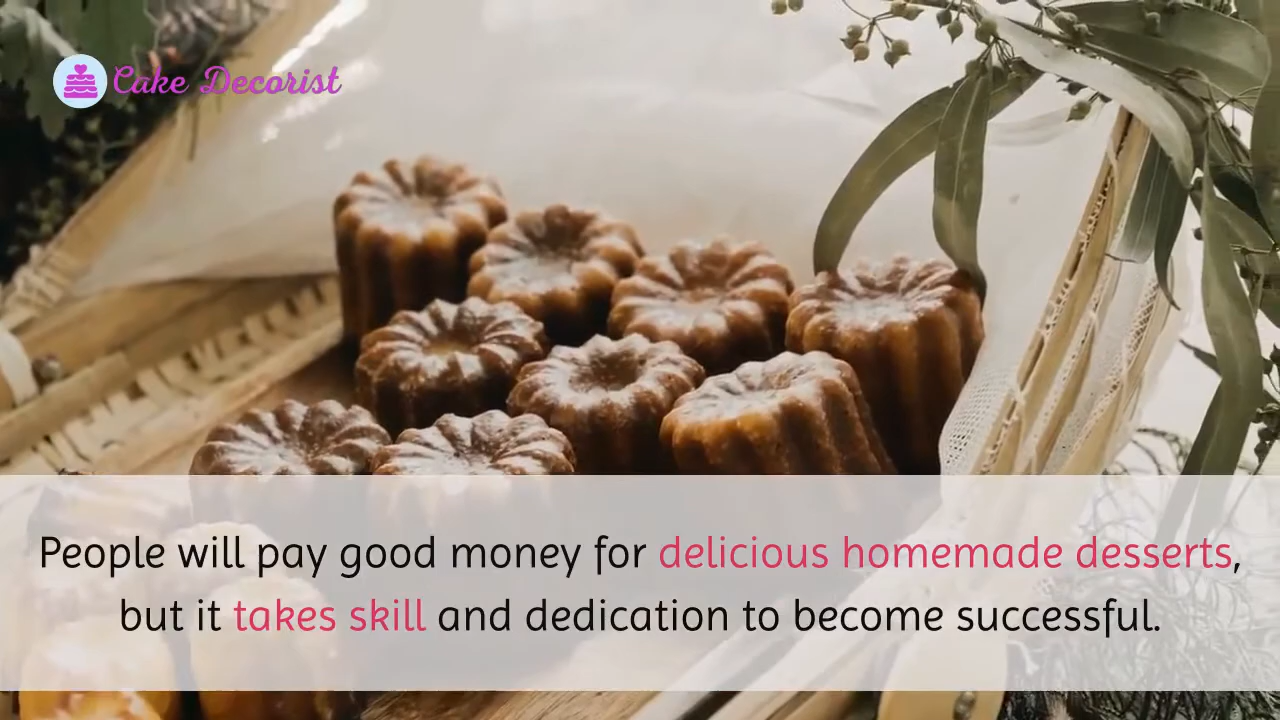 Cake Decorist
People will pay good money for delicious homemade desserts,
but it takes skill and dedication to become successful.